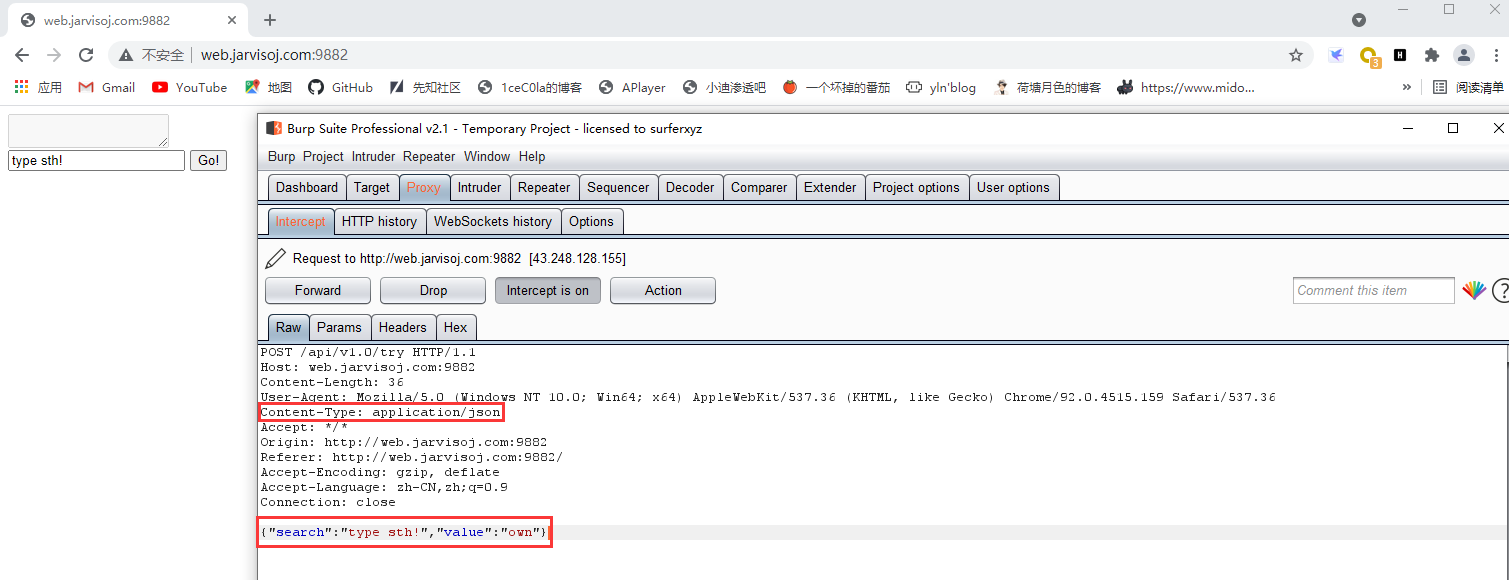 web.jarvisoj.com:9882
不安全 web.jarvisoj.com:9882
应用 Gmail YouTube 地图 GitHub 先知社区 1ceC0la的博客 APlayer 小迪渗透吧 一个坏掉的番茄 yln'blog 荷塘月色的博客 https://www.mido... » 阅读清单
3
H
type sth! Go!
Burp Suite Professional v2.1 - Temporary Project - licensed to surferxyz
Burp Project Intruder Repeater Window Help
Dashboard Target Proxy Intruder Repeater Sequencer Decoder Comparer Extender Project options User options
Intercept HTTP history WebSockets history Options
Request to http://web.jarvisoj.com:9882 [43.248.128.155]
Forward Drop Intercept is on Action Comment this item ?
Raw Params Headers Hex
POST /api/v1.0/try HTTP/1.1
Host: web.jarvisoj.com:9882
Content-Length: 36
User-Agent: Mozilla/5.0 (Windows NT 10.0; Win64; x64) AppleWebKit/537.36 (KHTML, like Gecko) Chrome/92.0.4515.159 Safari/537.36
Content-Type: application/json
Accept: */*
Origin: http://web.jarvisoj.com:9882
Referer: http://web.jarvisoj.com:9882/
Accept-Encoding: gzip, deflate
Accept-Language: zh-CN,zh;q=0.9
Connection: close
{"search":"type sth!","value":"own"}